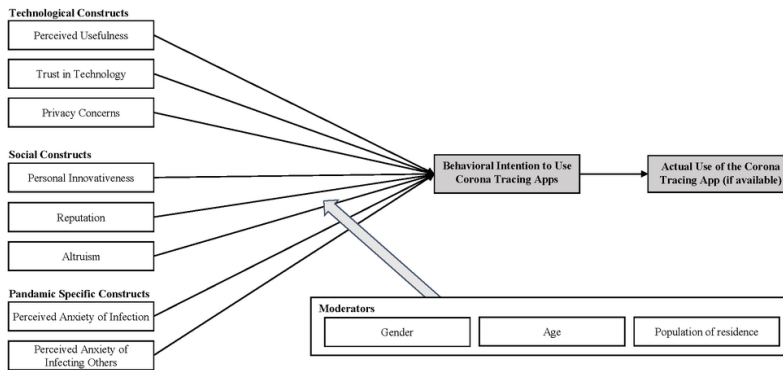 Technological Constructs
Perceived Usefulness
Trust in Technology
Privacy Concerns
Social Constructs
Personal Innovativeness
Reputation
Altruism
Pandamic Specific Constructs
Perceived Anxiety of Infection
Perceived Anxiety of
Infecting Others
Behavioral Intention to Use
Corona Tracing Apps
Actual Use of the Corona
Tracing App (if available)
Moderators
Gender
Age
Population of residence